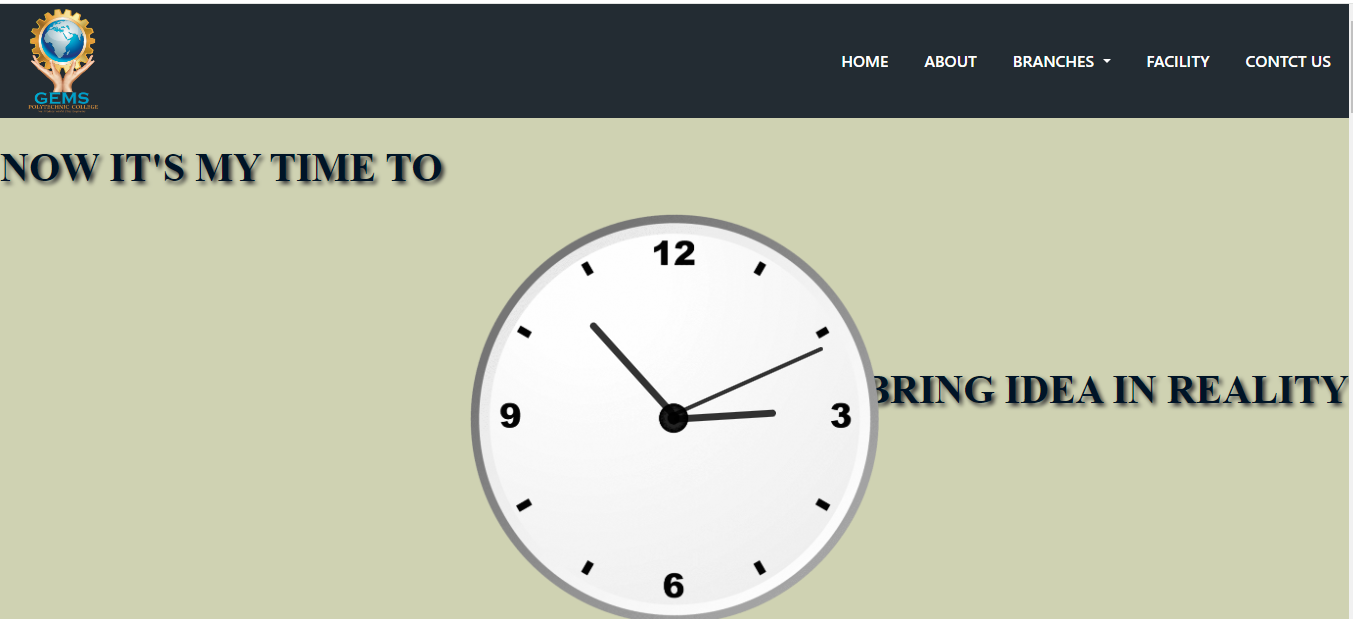 GEMS
POLYTECHNIC COLLEGE
HOME
ABOUT
BRANCHES
FACILITY
CONTCT US
NOW IT'S MY TIME TO
12
BRING IDEA IN REALITY
9
3
6